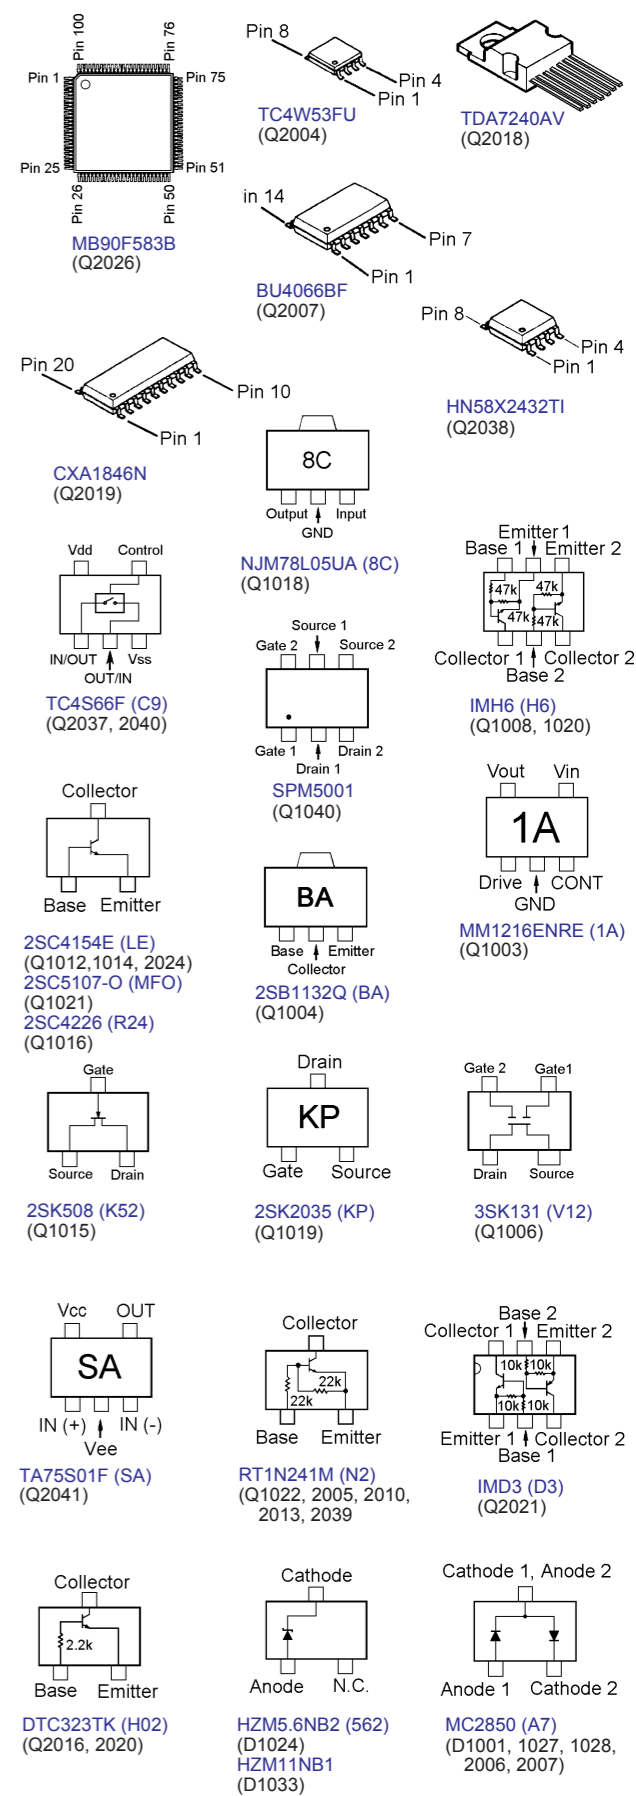 Pin 100
Pin 76
Pin 1
Pin 75
Pin 25
Pin 51
Pin 26
Pin 50
MB90F583B
(Q2026)
Pin 8
Pin 4
Pin 1
TC4W53FU
(Q2004)
TDA7240AV
(Q2018)
in 14
Pin 7
Pin 1
BU4066BF
(Q2007)
Pin 8
Pin 4
Pin 1
HN58X2432TI
(Q2038)
Pin 20
Pin 10
Pin 1
CXA1846N
(Q2019)
8C
Output
Input
GND
NJM78L05UA (8C)
(Q1018)
Vdd
Control
IN/OUT
Vss
OUT/IN
TC4S66F (C9)
(Q2037, 2040)
Source 1
Gate 2
Source 2
Gate 1
Drain 2
Drain 1
SPM5001
(Q1040)
Emitter 1
Base 1
Emitter 2
47k
47k
47k
47k
Collector 1
Collector 2
Base 2
IMH6 (H6)
(Q1008, 1020)
Collector
Base
Emitter
2SC4154E (LE)
(Q1012,1014, 2024)
2SC5107-O (MFO)
(Q1021)
2SC4226 (R24)
(Q1016)
BA
Base
Emitter
Collector
2SB1132Q (BA)
(Q1004)
Vout
Vin
1A
Drive
CONT
GND
MM1216ENRE (1A)
(Q1003)
Gate
Source
Drain
2SK508 (K52)
(Q1015)
Drain
KP
Gate
Source
2SK2035 (KP)
(Q1019)
Gate 2
Gate1
Drain
Source
3SK131 (V12)
(Q1006)
Vcc
OUT
SA
IN (+)
IN (-)
Vee
TA75S01F (SA)
(Q2041)
Collector
22k
22k
Base
Emitter
RT1N241M (N2)
(Q1022, 2005, 2010,
2013, 2039
Base 2
Collector 1
Emitter 2
10k
10k
10k
10k
Emitter 1
Collector 2
Base 1
IMD3 (D3)
(Q2021)
Collector
2.2k
Base
Emitter
DTC323TK (H02)
(Q2016, 2020)
Cathode
Anode
N.C.
HZM5.6NB2 (562)
(D1024)
HZM11NB1
(D1033)
Cathode 1, Anode 2
Anode 1
Cathode 2
MC2850 (A7)
(D1001, 1027, 1028,
2006, 2007)